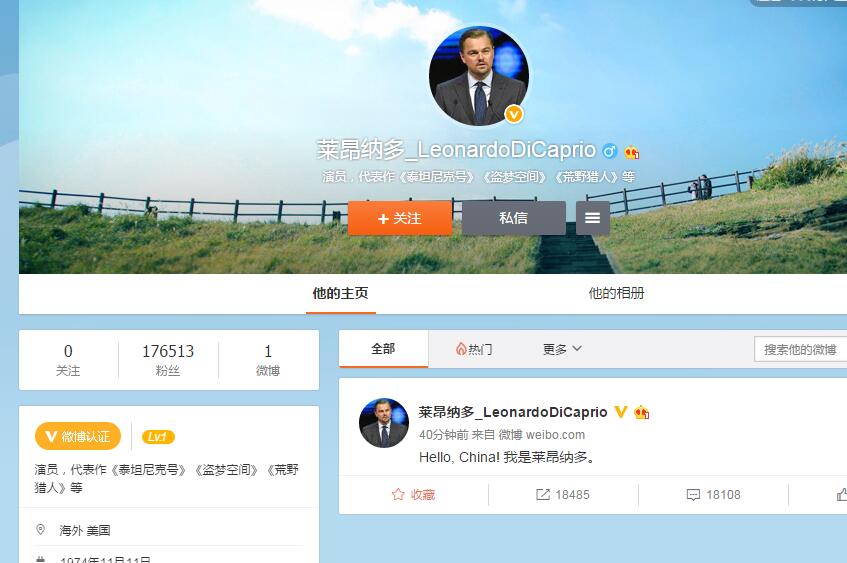 莱昂纳多_LeonardoDiCaprio
演员，代表作《泰坦尼克号》《盗梦空间》《荒野猎人》等
+ 关注
私信
他的主页
他的相册
0
关注
176513
粉丝
1
微博
全部
热门
更多
搜索他的微博
V 微博认证
Lv.1
演员，代表作《泰坦尼克号》《盗梦空间》《荒野
猎人》等
海外 美国
1974年11月11日
莱昂纳多_LeonardoDiCaprio
40分钟前 来自 微博 weibo.com
Hello, China! 我是莱昂纳多。
收藏
18485
18108